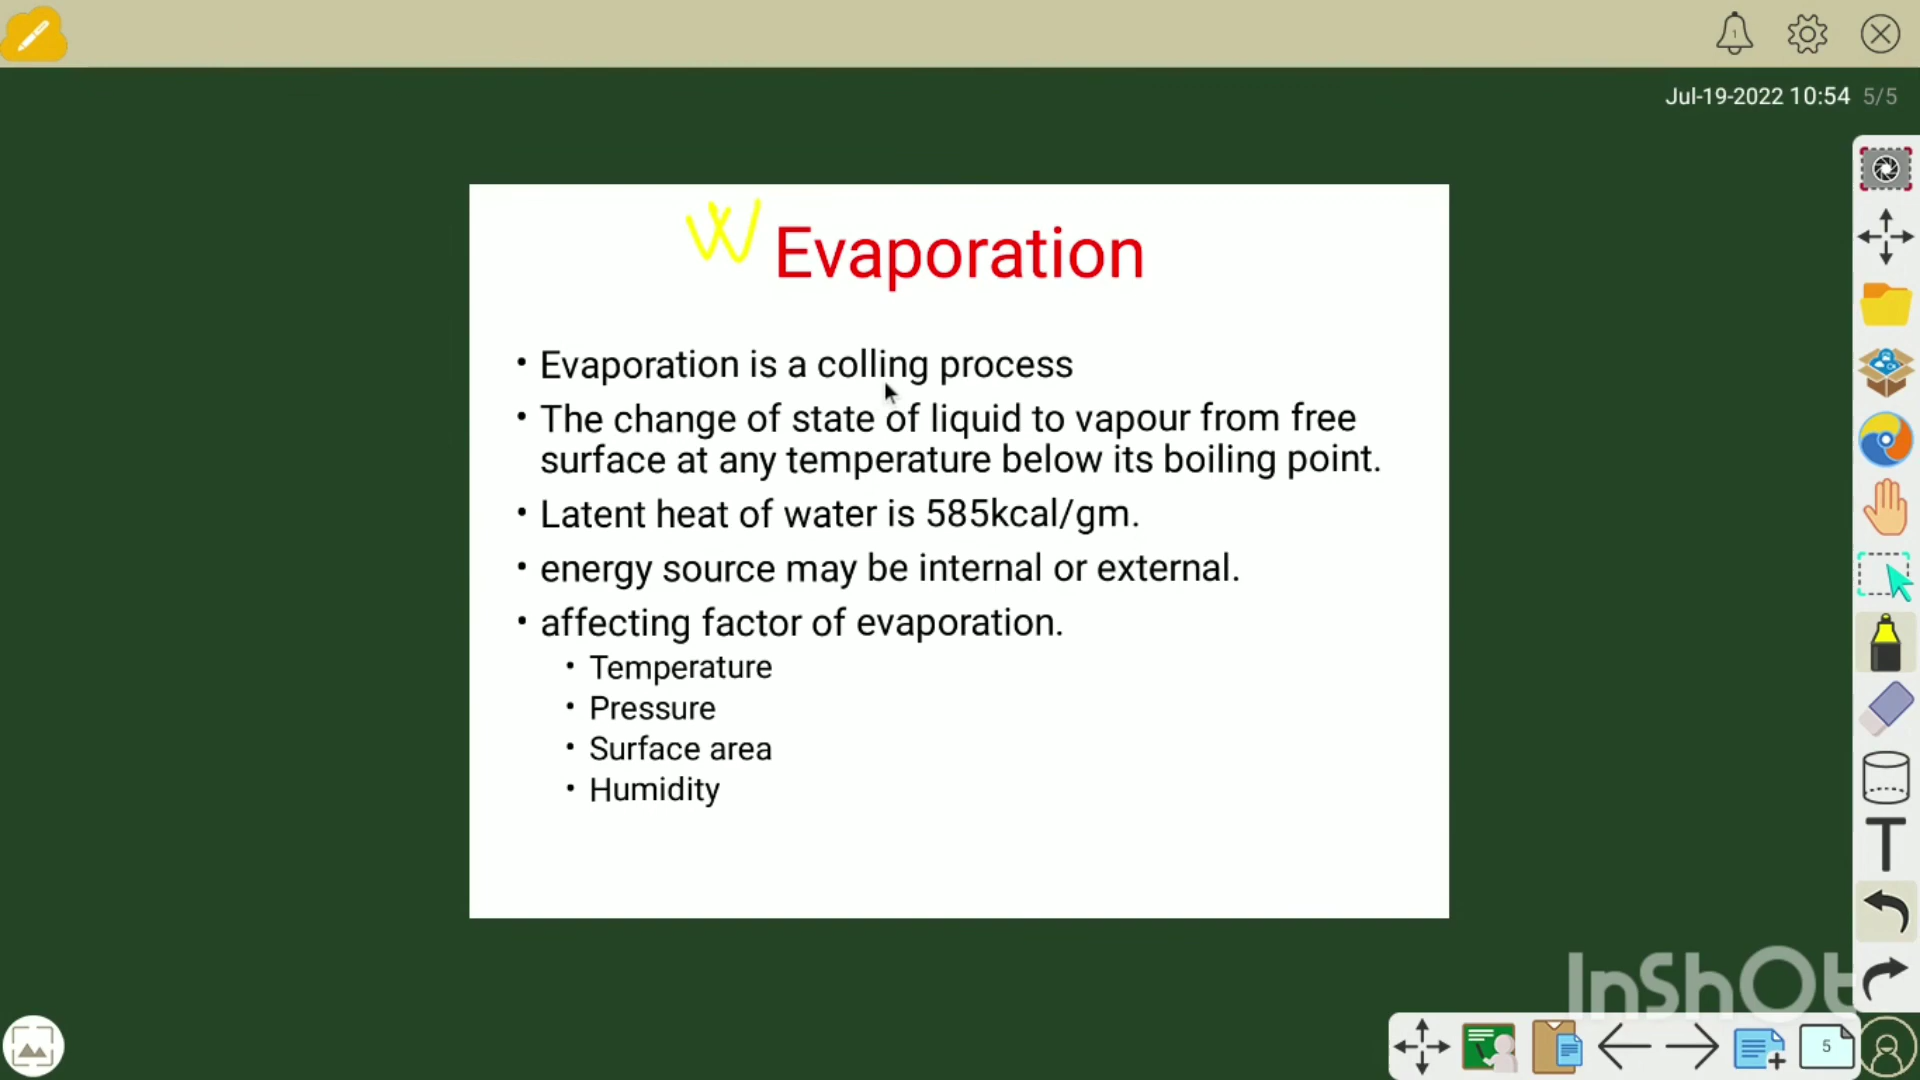 1
Jul-19-2022 10:54 5/5
W Evaporation
• Evaporation is a colling process
• The change of state of liquid to vapour from free
surface at any temperature below its boiling point.
• Latent heat of water is 585kcal/gm.
• energy source may be internal or external.
• affecting factor of evaporation.
• Temperature
• Pressure
• Surface area
• Humidity
T
InShOt
5